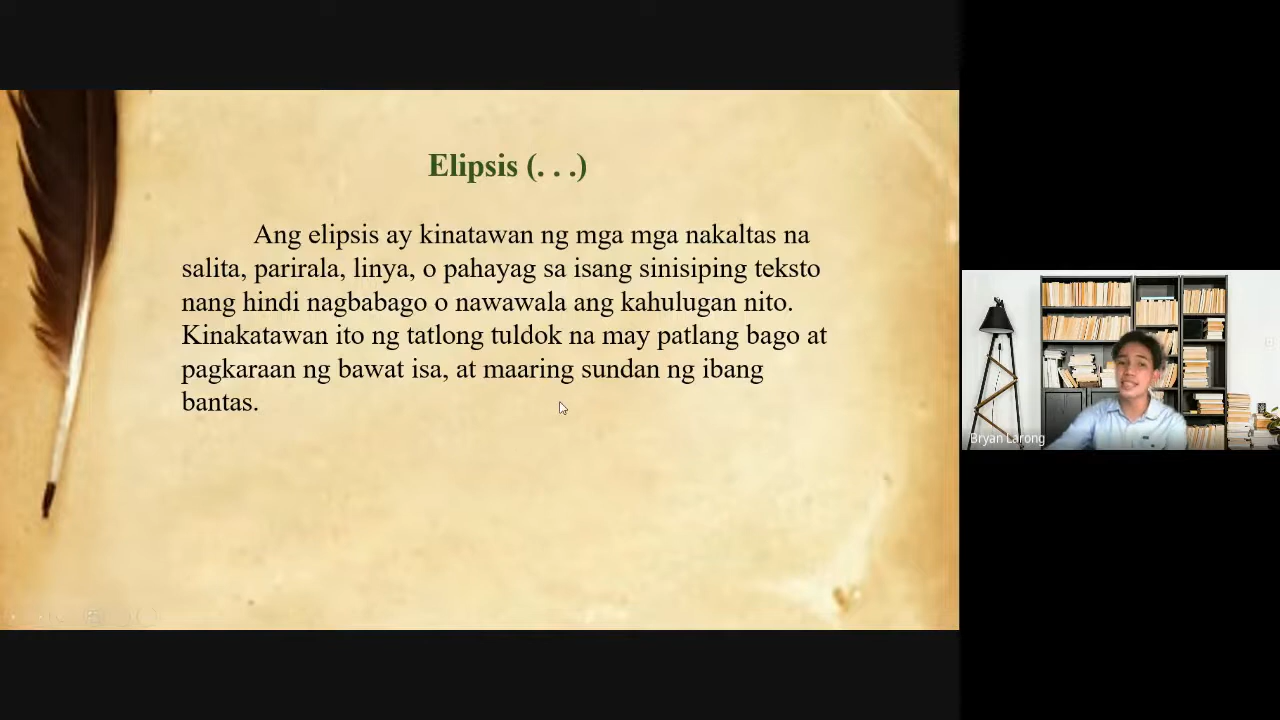 Elipsis (. . .)
Ang elipsis ay kinatawan ng mga mga nakaltas na
salita, parirala, linya, o pahayag sa isang sinisiping teksto
nang hindi nagbabago o nawawala ang kahulugan nito.
Kinakatawan ito ng tatlong tuldok na may patlang bago at
pagkaraan ng bawat isa, at maaring sundan ng ibang
bantas.
Bryan Larong